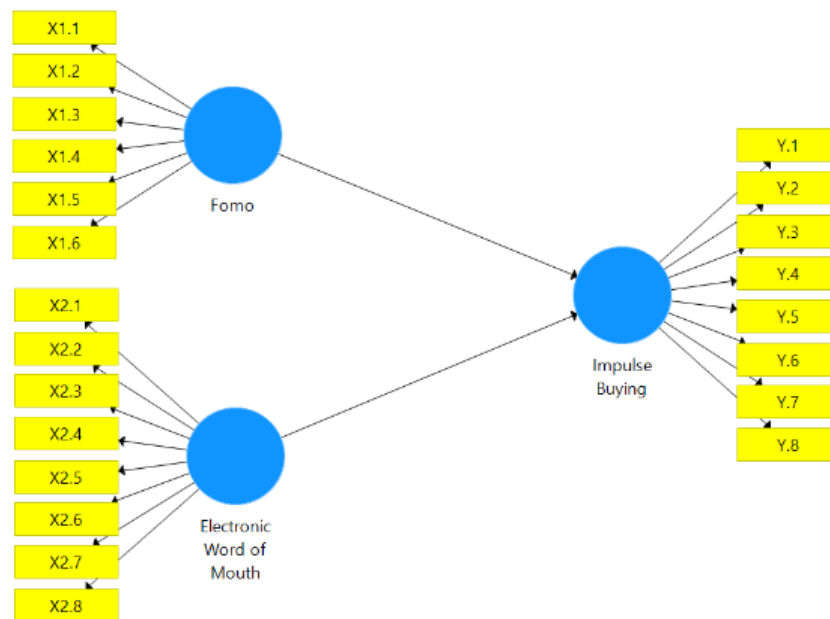 X1.1
X1.2
X1.3
X1.4
X1.5
X1.6
Fomo
X2.1
X2.2
X2.3
X2.4
X2.5
X2.6
X2.7
X2.8
Electronic
Word of
Mouth
Impulse
Buying
Y.1
Y.2
Y.3
Y.4
Y.5
Y.6
Y.7
Y.8